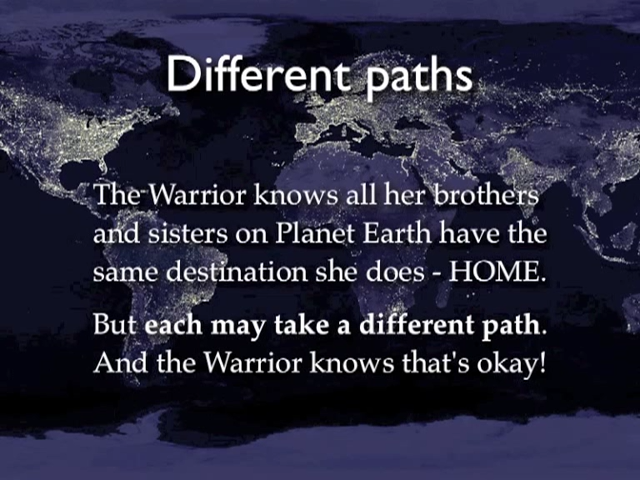 Different paths
The Warrior knows all her brothers
and sisters on Planet Earth have the
same destination she does - HOME.
But each may take a different path.
And the Warrior knows that's okay!